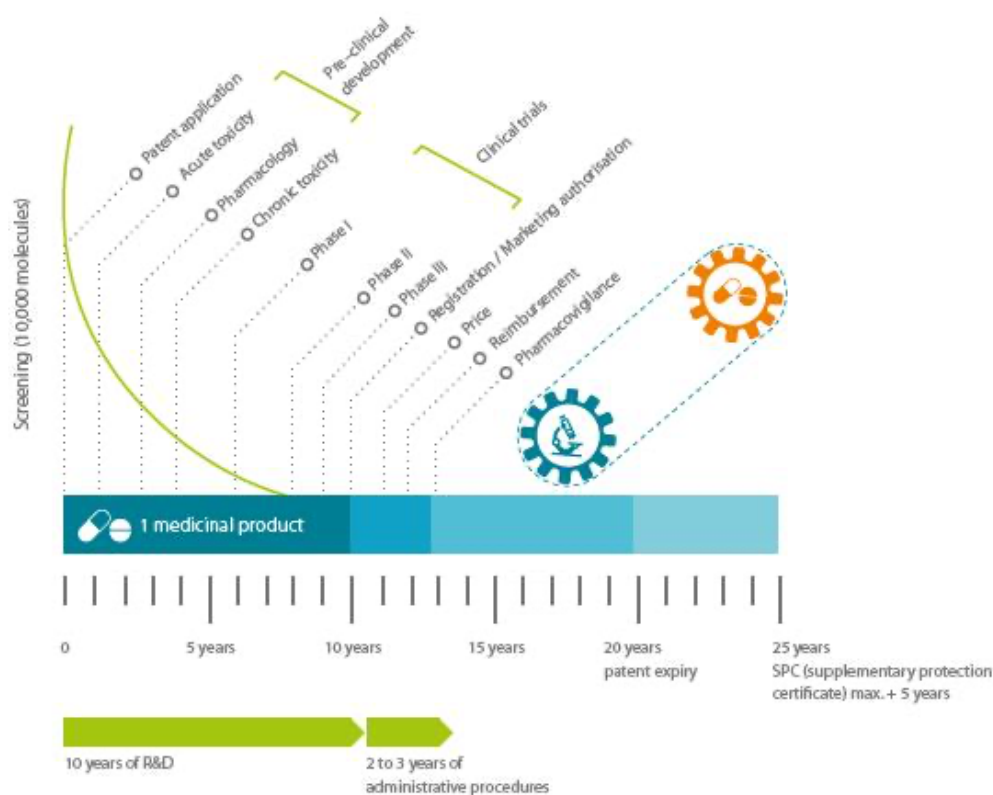 Screening (10,000 molecules)
Patent application
Acute toxicity
Pharmacology
Chronic toxicity
Pre-clinical
development
Phase I
Phase II
Phase III
Clinical trials
Registration / Marketing authorisation
Price
Reimbursement
Pharmacovigilance
1 medicinal product
0
5 years
10 years
15 years
20 years
patent expiry
25 years
SPC (supplementary protection
certificate) max. + 5 years
10 years of R&D
2 to 3 years of
administrative procedures